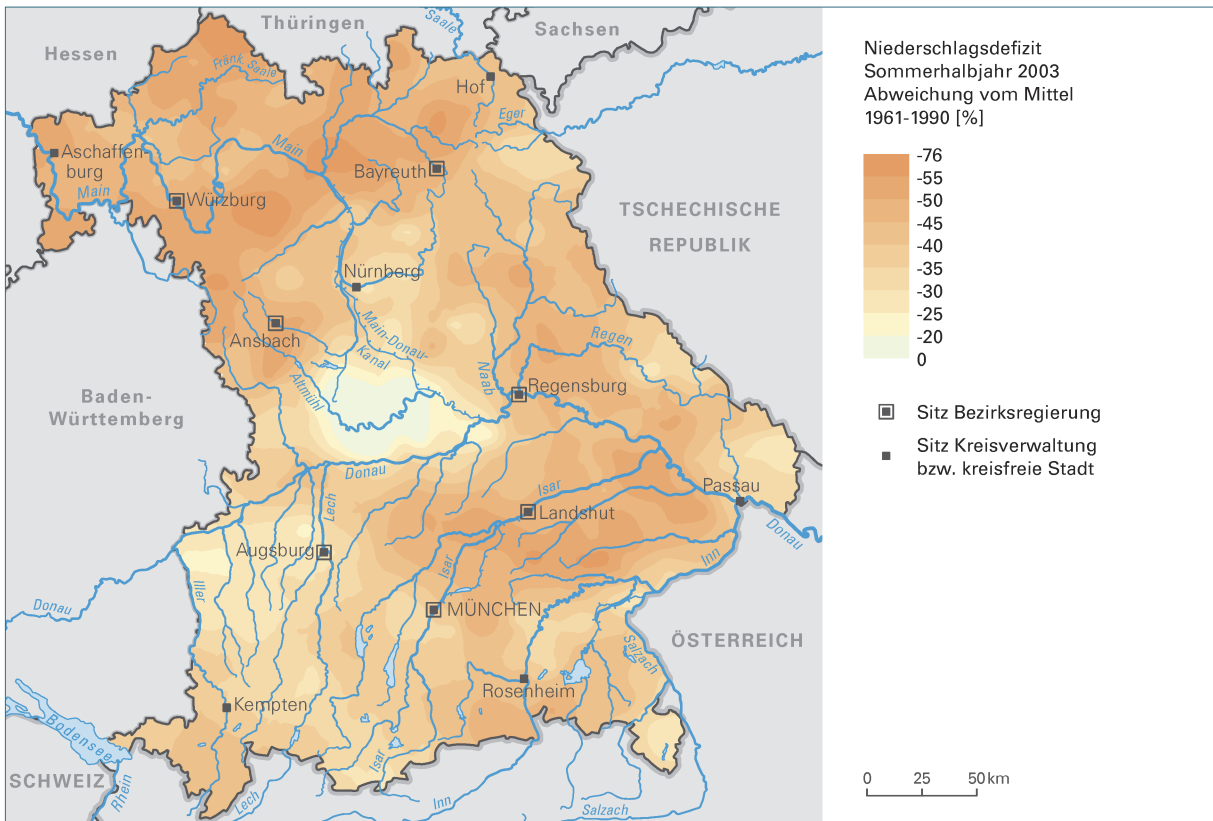 Thüringen
Saale
Sachsen
Hessen
Fränk. Saale
Hof
Eger
Main
Aschaffen-
burg
Bayreuth
Main
Würzburg
TSCHECHISCHE
REPUBLIK
Nürnberg
Ansbach
Main-Donau-
Kanal
Regen
Altmühl
Naab
Regensburg
Baden-
Württemberg
Donau
Lech
Isar
Passau
Landshut
Donau
Augsburg
Isar
Inn
Iller
Donau
MÜNCHEN
ÖSTERREICH
Salzach
Rosenheim
Kempten
Bodensee
Isar
SCHWEIZ
Rhein
Lech
Inn
Salzach
Niederschlagsdefizit
Sommerhalbjahr 2003
Abweichung vom Mittel
1961-1990 [%]
-76
-55
-50
-45
-40
-35
-30
-25
-20
0
Sitz Bezirksregierung
Sitz Kreisverwaltung
bzw. kreisfreie Stadt
0 25 50 km